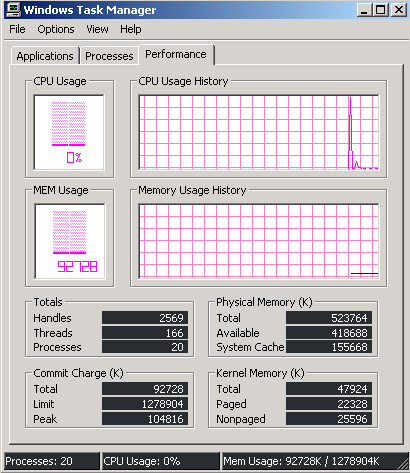 Windows Task Manager
File Options View Help
Applications Processes Performance
CPU Usage CPU Usage History
0%
MEM Usage Memory Usage History
92728
Totals
Handles 2569
Threads 166
Processes 20
Physical Memory (K)
Total 523764
Available 418688
System Cache 155668
Commit Charge (K)
Total 92728
Limit 1278904
Peak 104816
Kernel Memory (K)
Total 47924
Paged 22328
Nonpaged 25596
Processes: 20 CPU Usage: 0% Mem Usage: 92728K / 1278904K